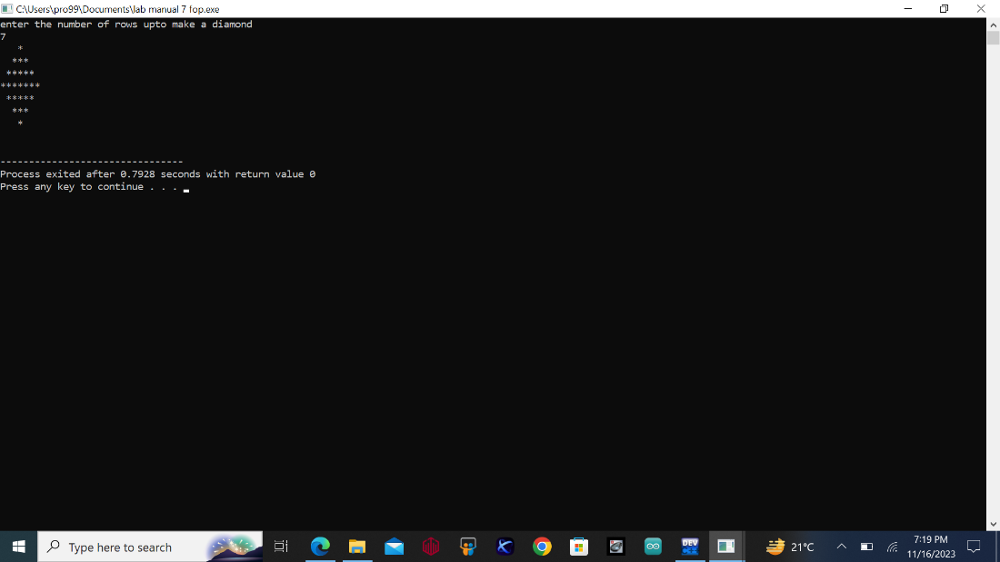 C:\Users\pro99\Documents\lab manual 7 fop.exe
enter the number of rows upto make a diamond
7
   *
  ***
 *****
*******
 *****
  ***
   *
--------------------------------
Process exited after 0.7928 seconds with return value 0
Press any key to continue . . .
Type here to search
DEV
21°C
7:19 PM
11/16/2023